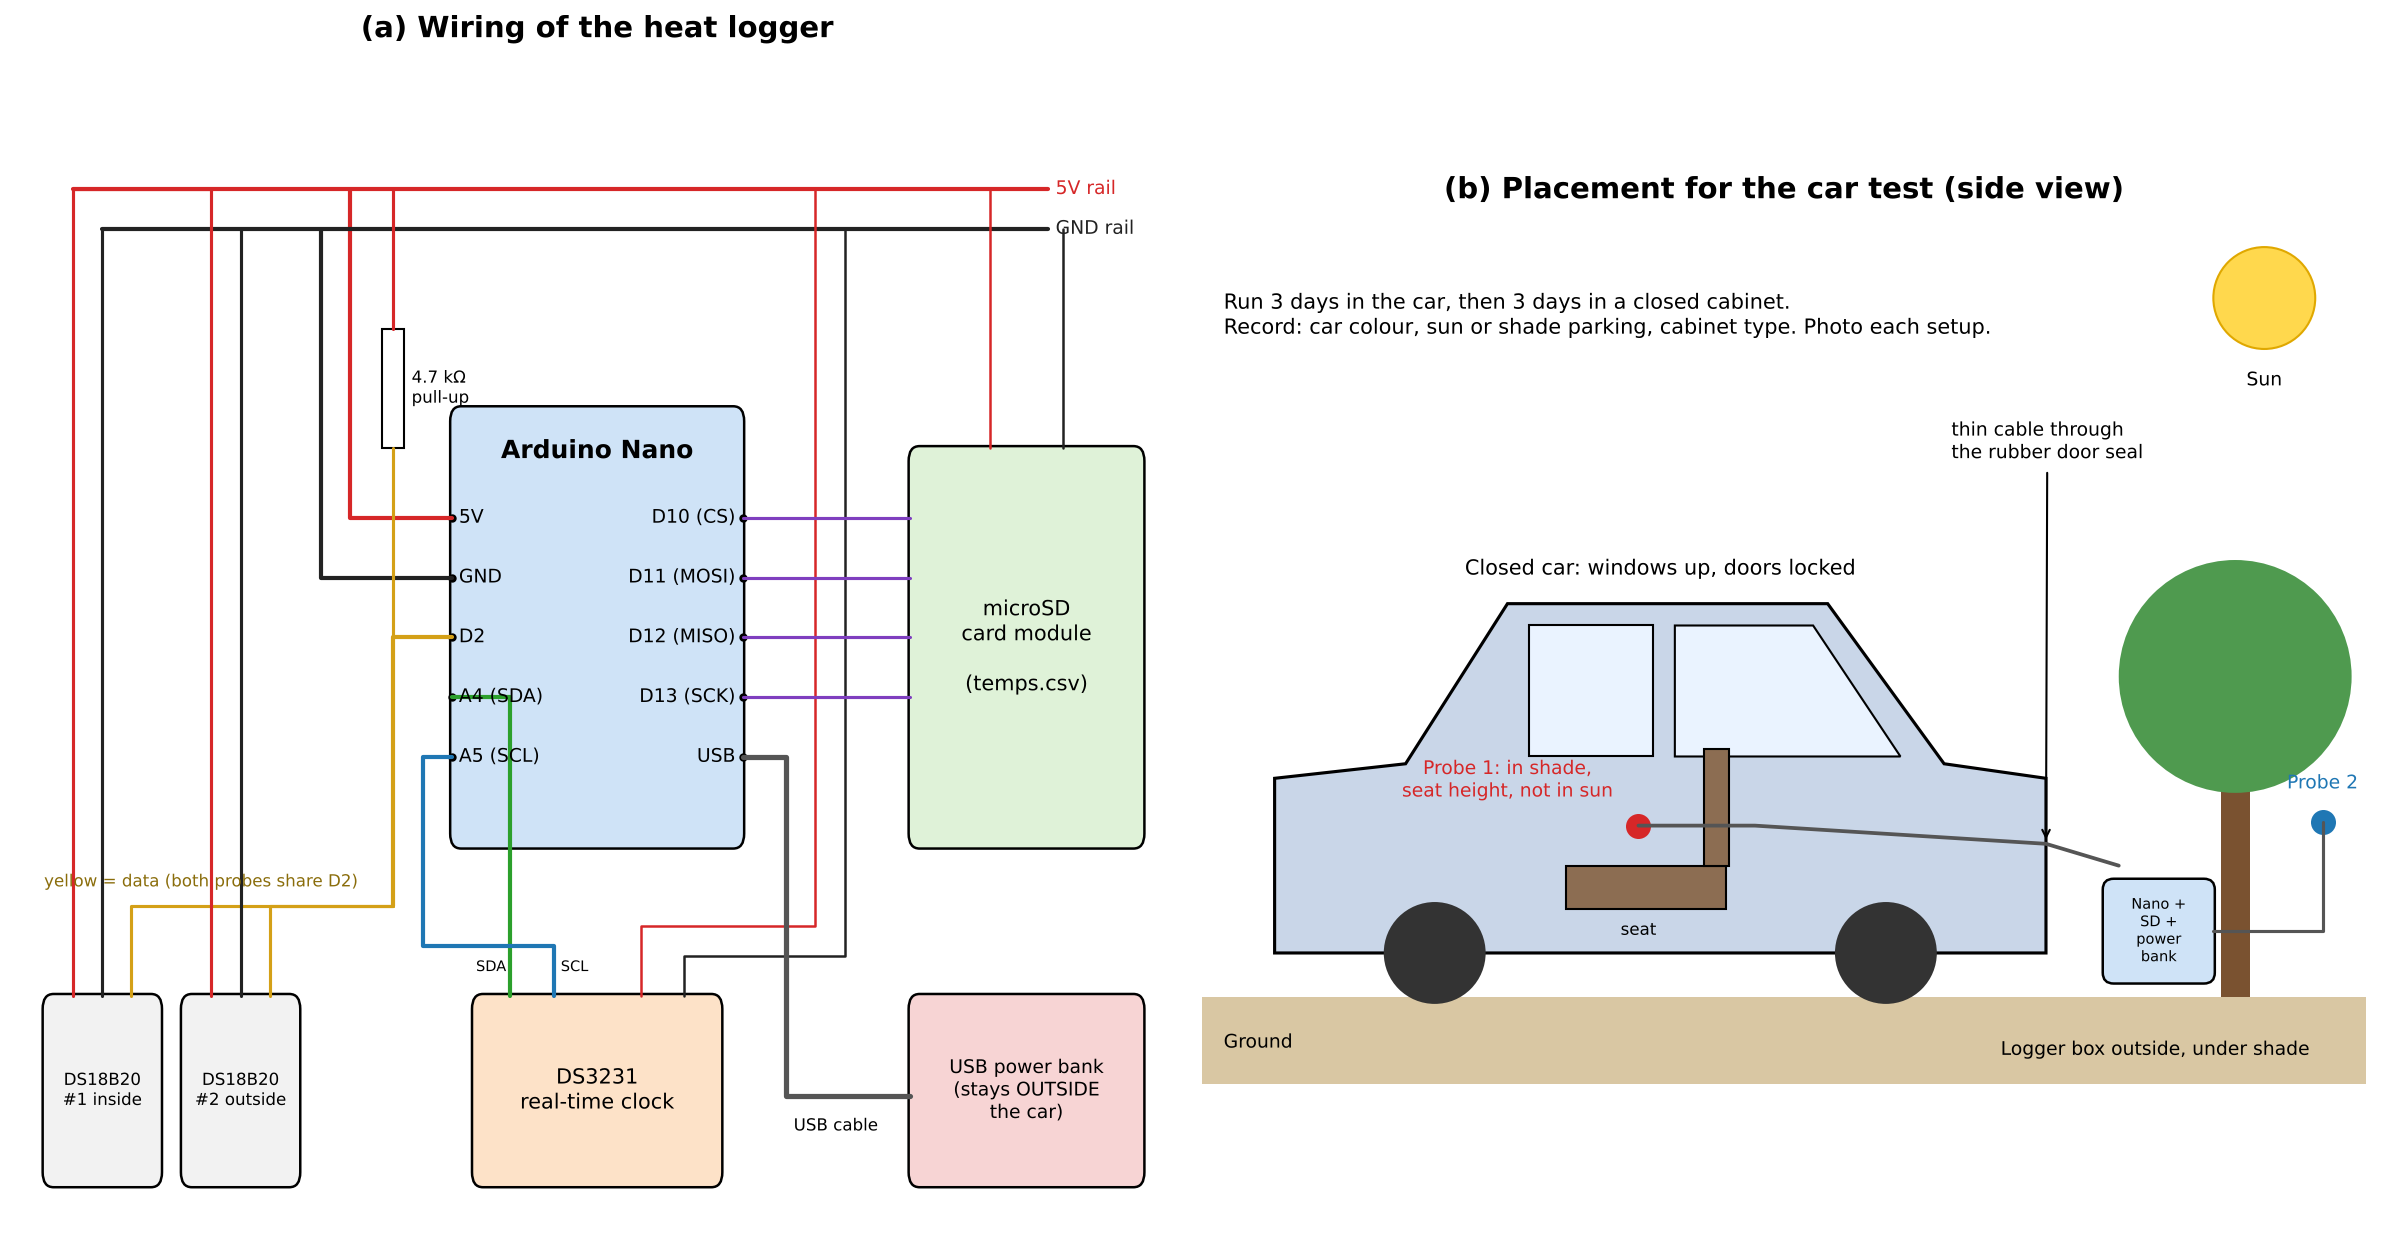 (a) Wiring of the heat logger
5V rail
GND rail
4.7 kΩ
pull-up
Arduino Nano
5V
GND
D2
A4 (SDA)
A5 (SCL)
D10 (CS)
D11 (MOSI)
D12 (MISO)
D13 (SCK)
USB
microSD
card module
(temps.csv)
yellow = data (both probes share D2)
SDA
SCL
DS18B20
#1 inside
DS18B20
#2 outside
DS3231
real-time clock
USB cable
USB power bank
(stays OUTSIDE
the car)
(b) Placement for the car test (side view)
Run 3 days in the car, then 3 days in a closed cabinet.
Record: car colour, sun or shade parking, cabinet type. Photo each setup.
Sun
thin cable through
the rubber door seal
Closed car: windows up, doors locked
Probe 1: in shade,
seat height, not in sun
Probe 2
seat
Nano +
SD +
power
bank
Ground
Logger box outside, under shade